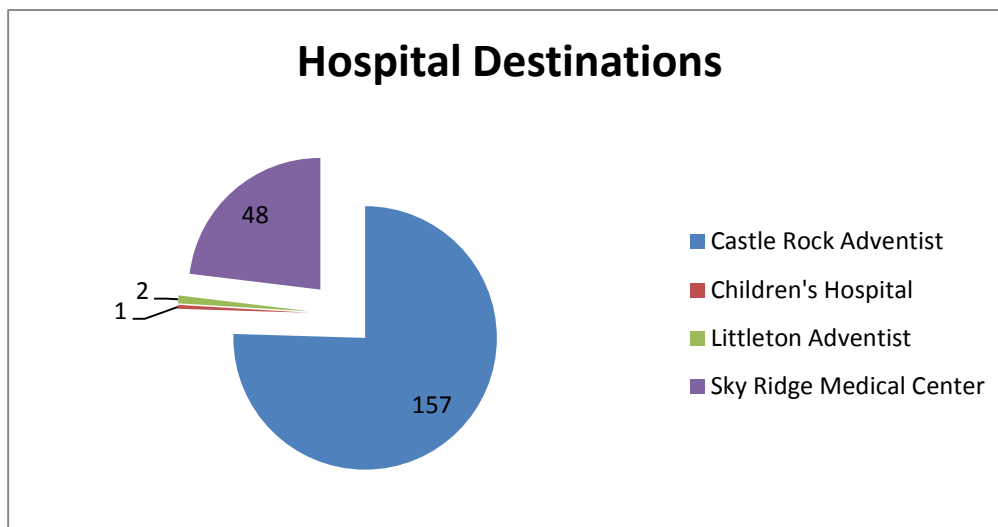 Hospital Destinations
48
2
1
157
Castle Rock Adventist
Children's Hospital
Littleton Adventist
Sky Ridge Medical Center